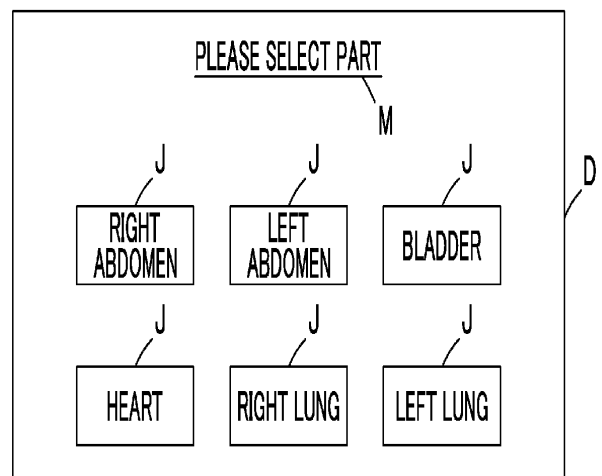 PLEASE SELECT PART
M
J J J
D
RIGHT ABDOMEN
LEFT ABDOMEN
BLADDER
J J J
HEART
RIGHT LUNG
LEFT LUNG